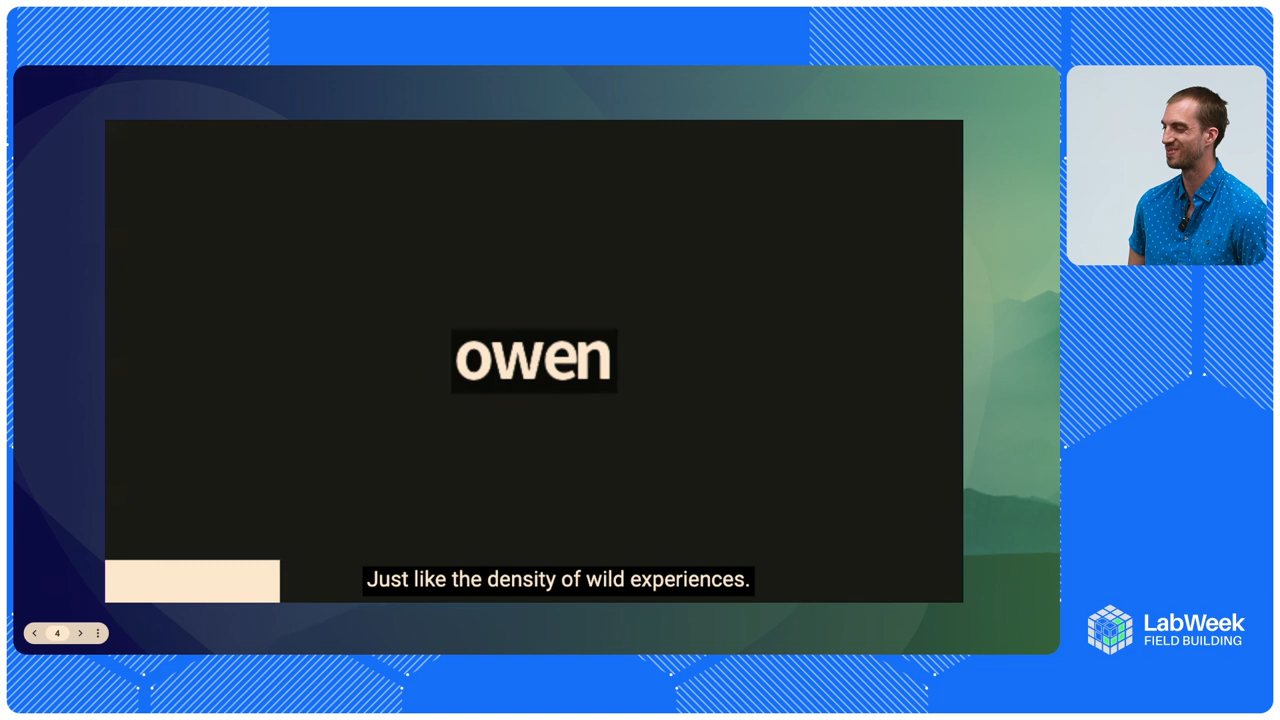 owen
Just like the density of wild experiences.
4
LabWeek
FIELD BUILDING